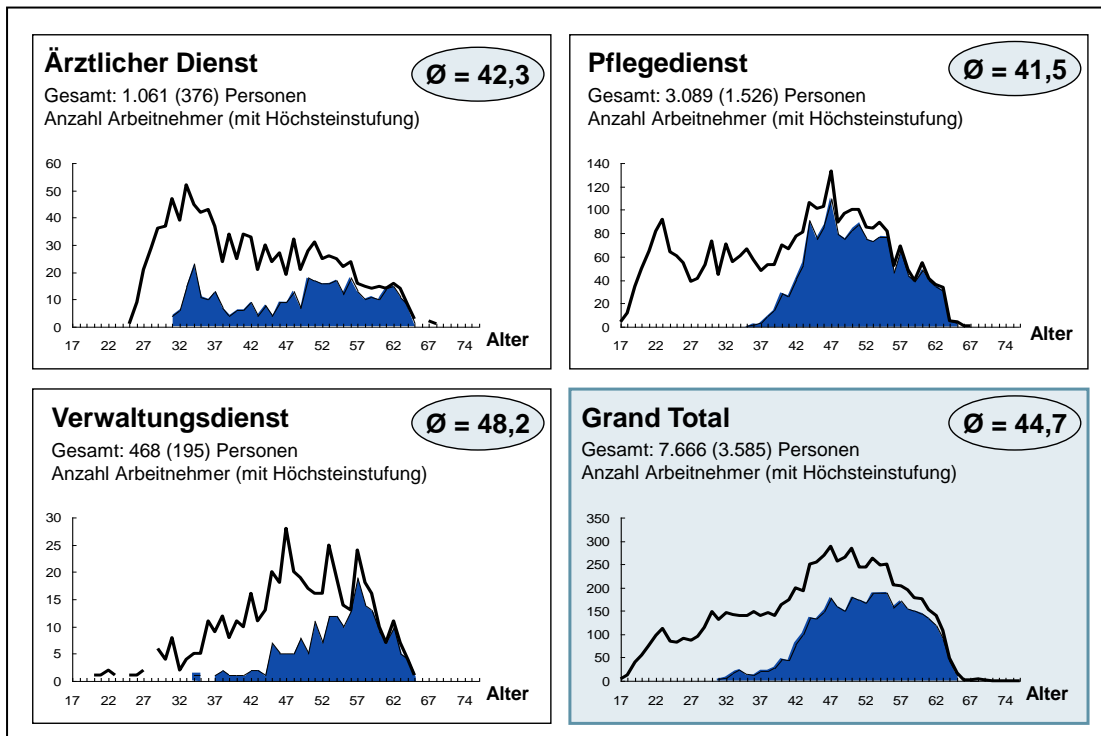 Ärztlicher Dienst
Ø = 42,3
Gesamt: 1.061 (376) Personen
Anzahl Arbeitnehmer (mit Höchsteinstufung)
60
50
40
30
20
10
0
17 22 27 32 37 42 47 52 57 62 67 74
Alter
Pflegedienst
Ø = 41,5
Gesamt: 3.089 (1.526) Personen
Anzahl Arbeitnehmer (mit Höchsteinstufung)
140
120
100
80
60
40
20
0
17 22 27 32 37 42 47 52 57 62 67 74
Alter
Verwaltungsdienst
Ø = 48,2
Gesamt: 468 (195) Personen
Anzahl Arbeitnehmer (mit Höchsteinstufung)
30
25
20
15
10
5
0
17 22 27 32 37 42 47 52 57 62 67 74
Alter
Grand Total
Ø = 44,7
Gesamt: 7.666 (3.585) Personen
Anzahl Arbeitnehmer (mit Höchsteinstufung)
350
300
250
200
150
100
50
0
17 22 27 32 37 42 47 52 57 62 67 74
Alter